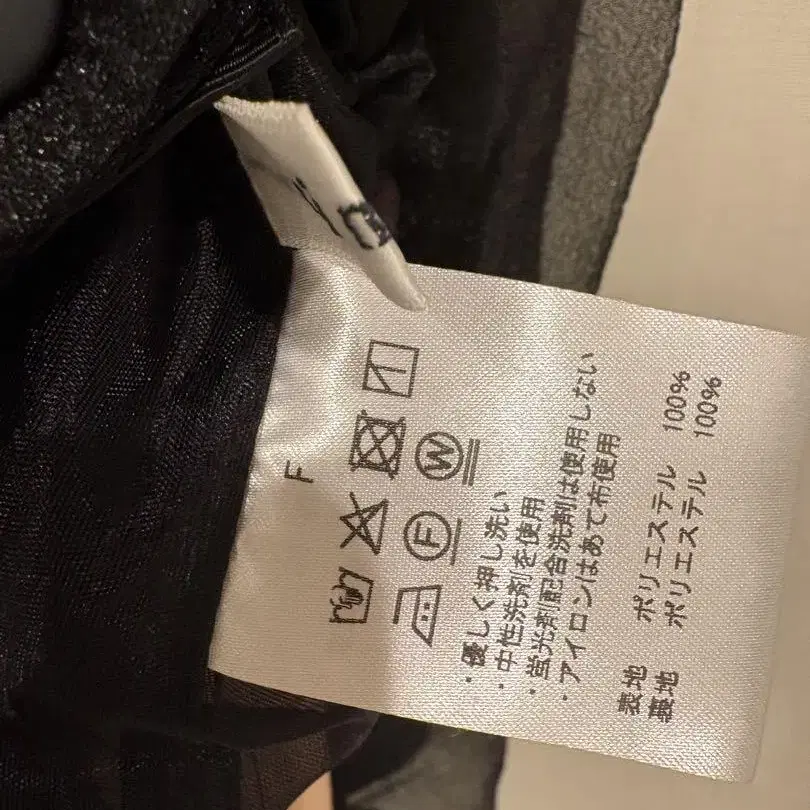 F
F
W
・優しく押し洗い
・中性洗剤を使用
・蛍光剤配合洗剤は使用しない
・アイロンはあて布使用
表地 ポリエステル 100%
裏地 ポリエステル 100%